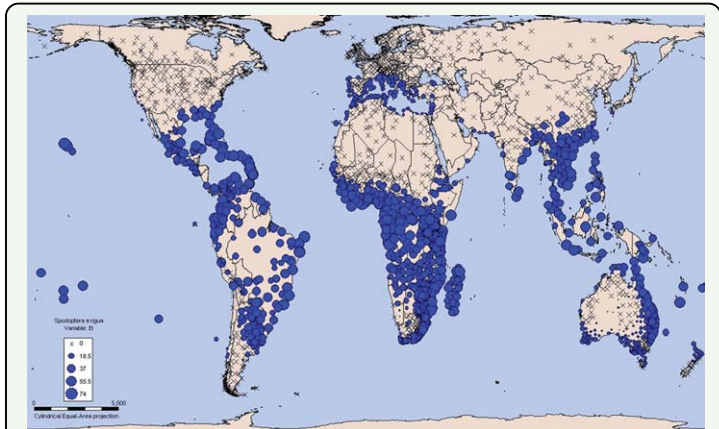 Spodoptera exigua
Variable: EI
x 0
18.5
37
55.5
74
0 5,000
Cylindrical Equal-Area projection